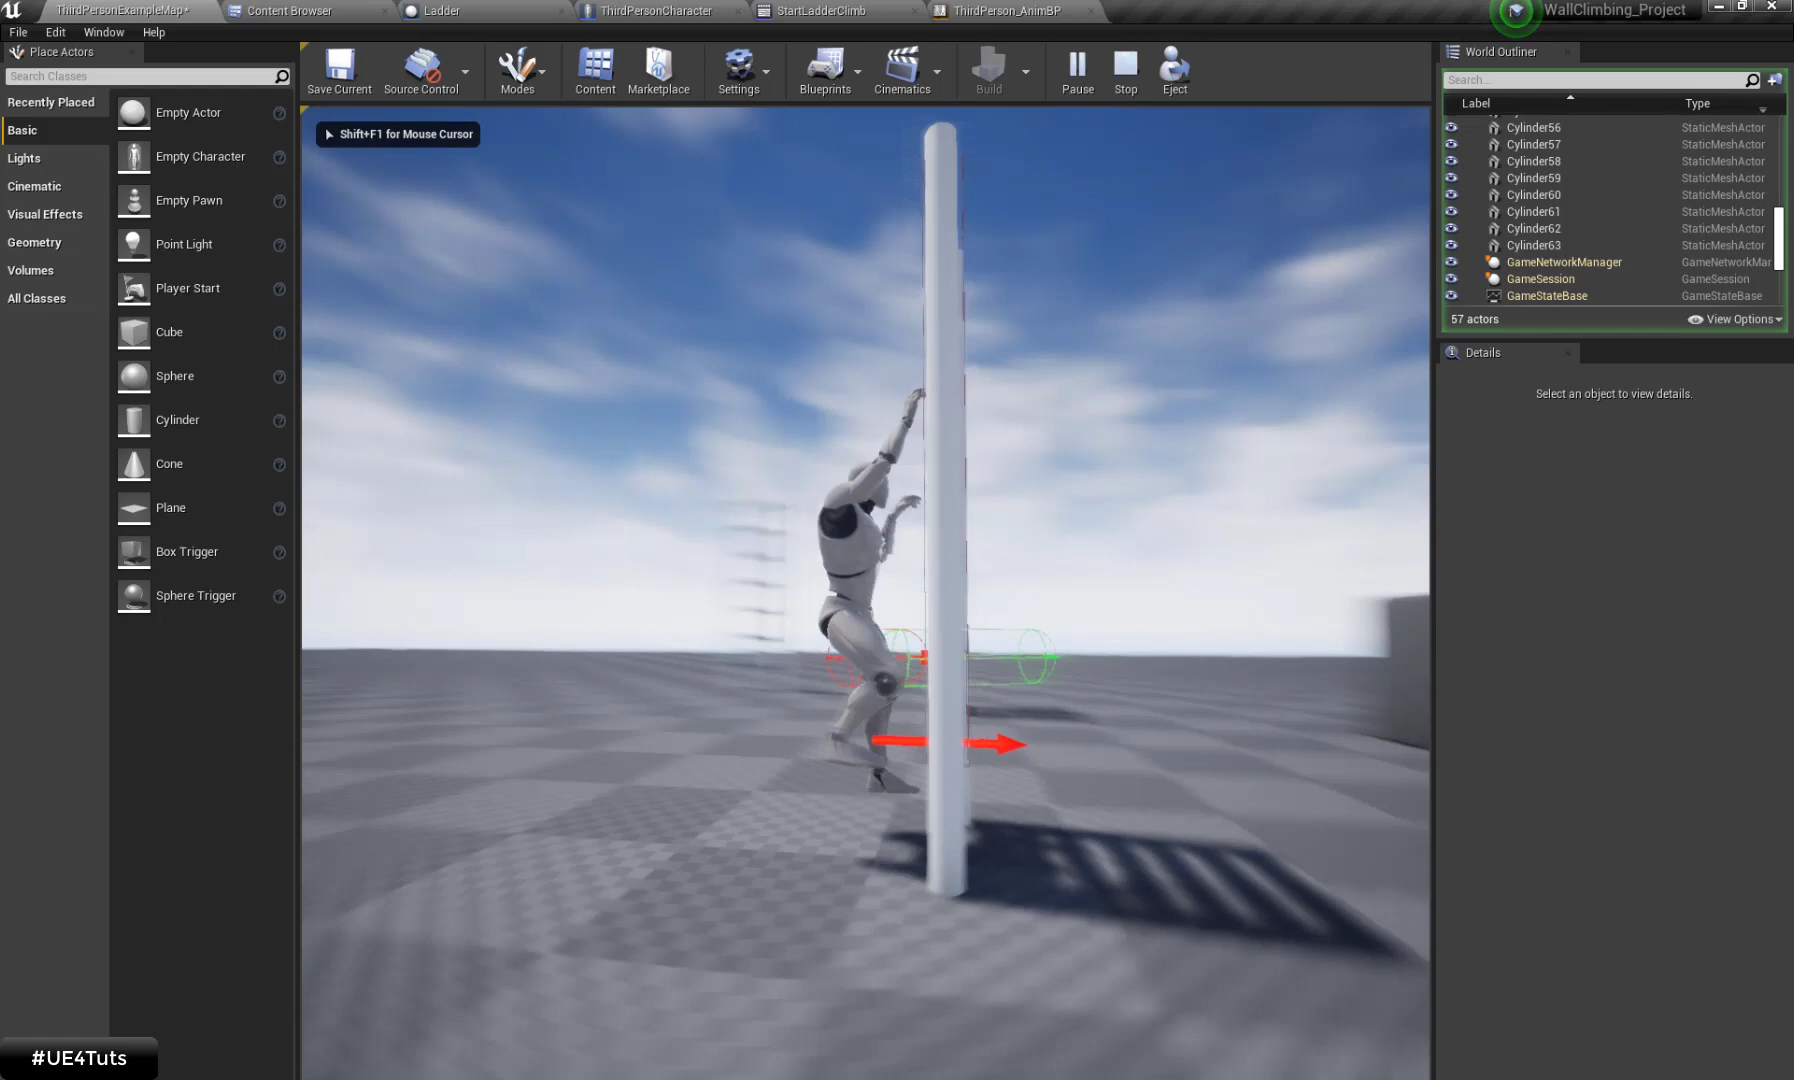 ThirdPersonExampleMap*
Content Browser
Ladder
ThirdPersonCharacter
StartLadderClimb
ThirdPerson_AnimBP
WallClimbing_Project
File
Edit
Window
Help
Place Actors
Search Classes
Recently Placed
Basic
Lights
Cinematic
Visual Effects
Geometry
Volumes
All Classes
Empty Actor
Empty Character
Empty Pawn
Point Light
Player Start
Cube
Sphere
Cylinder
Cone
Plane
Box Trigger
Sphere Trigger
Save Current
Source Control
Modes
Content
Marketplace
Settings
Blueprints
Cinematics
Build
Pause
Stop
Eject
Shift+F1 for Mouse Cursor
World Outliner
Search...
Label
Type
Cylinder56 StaticMeshActor
Cylinder57 StaticMeshActor
Cylinder58 StaticMeshActor
Cylinder59 StaticMeshActor
Cylinder60 StaticMeshActor
Cylinder61 StaticMeshActor
Cylinder62 StaticMeshActor
Cylinder63 StaticMeshActor
GameNetworkManager GameNetworkMar
GameSession GameSession
GameStateBase GameStateBase
57 actors
View Options
Details
Select an object to view details.
#UE4Tuts